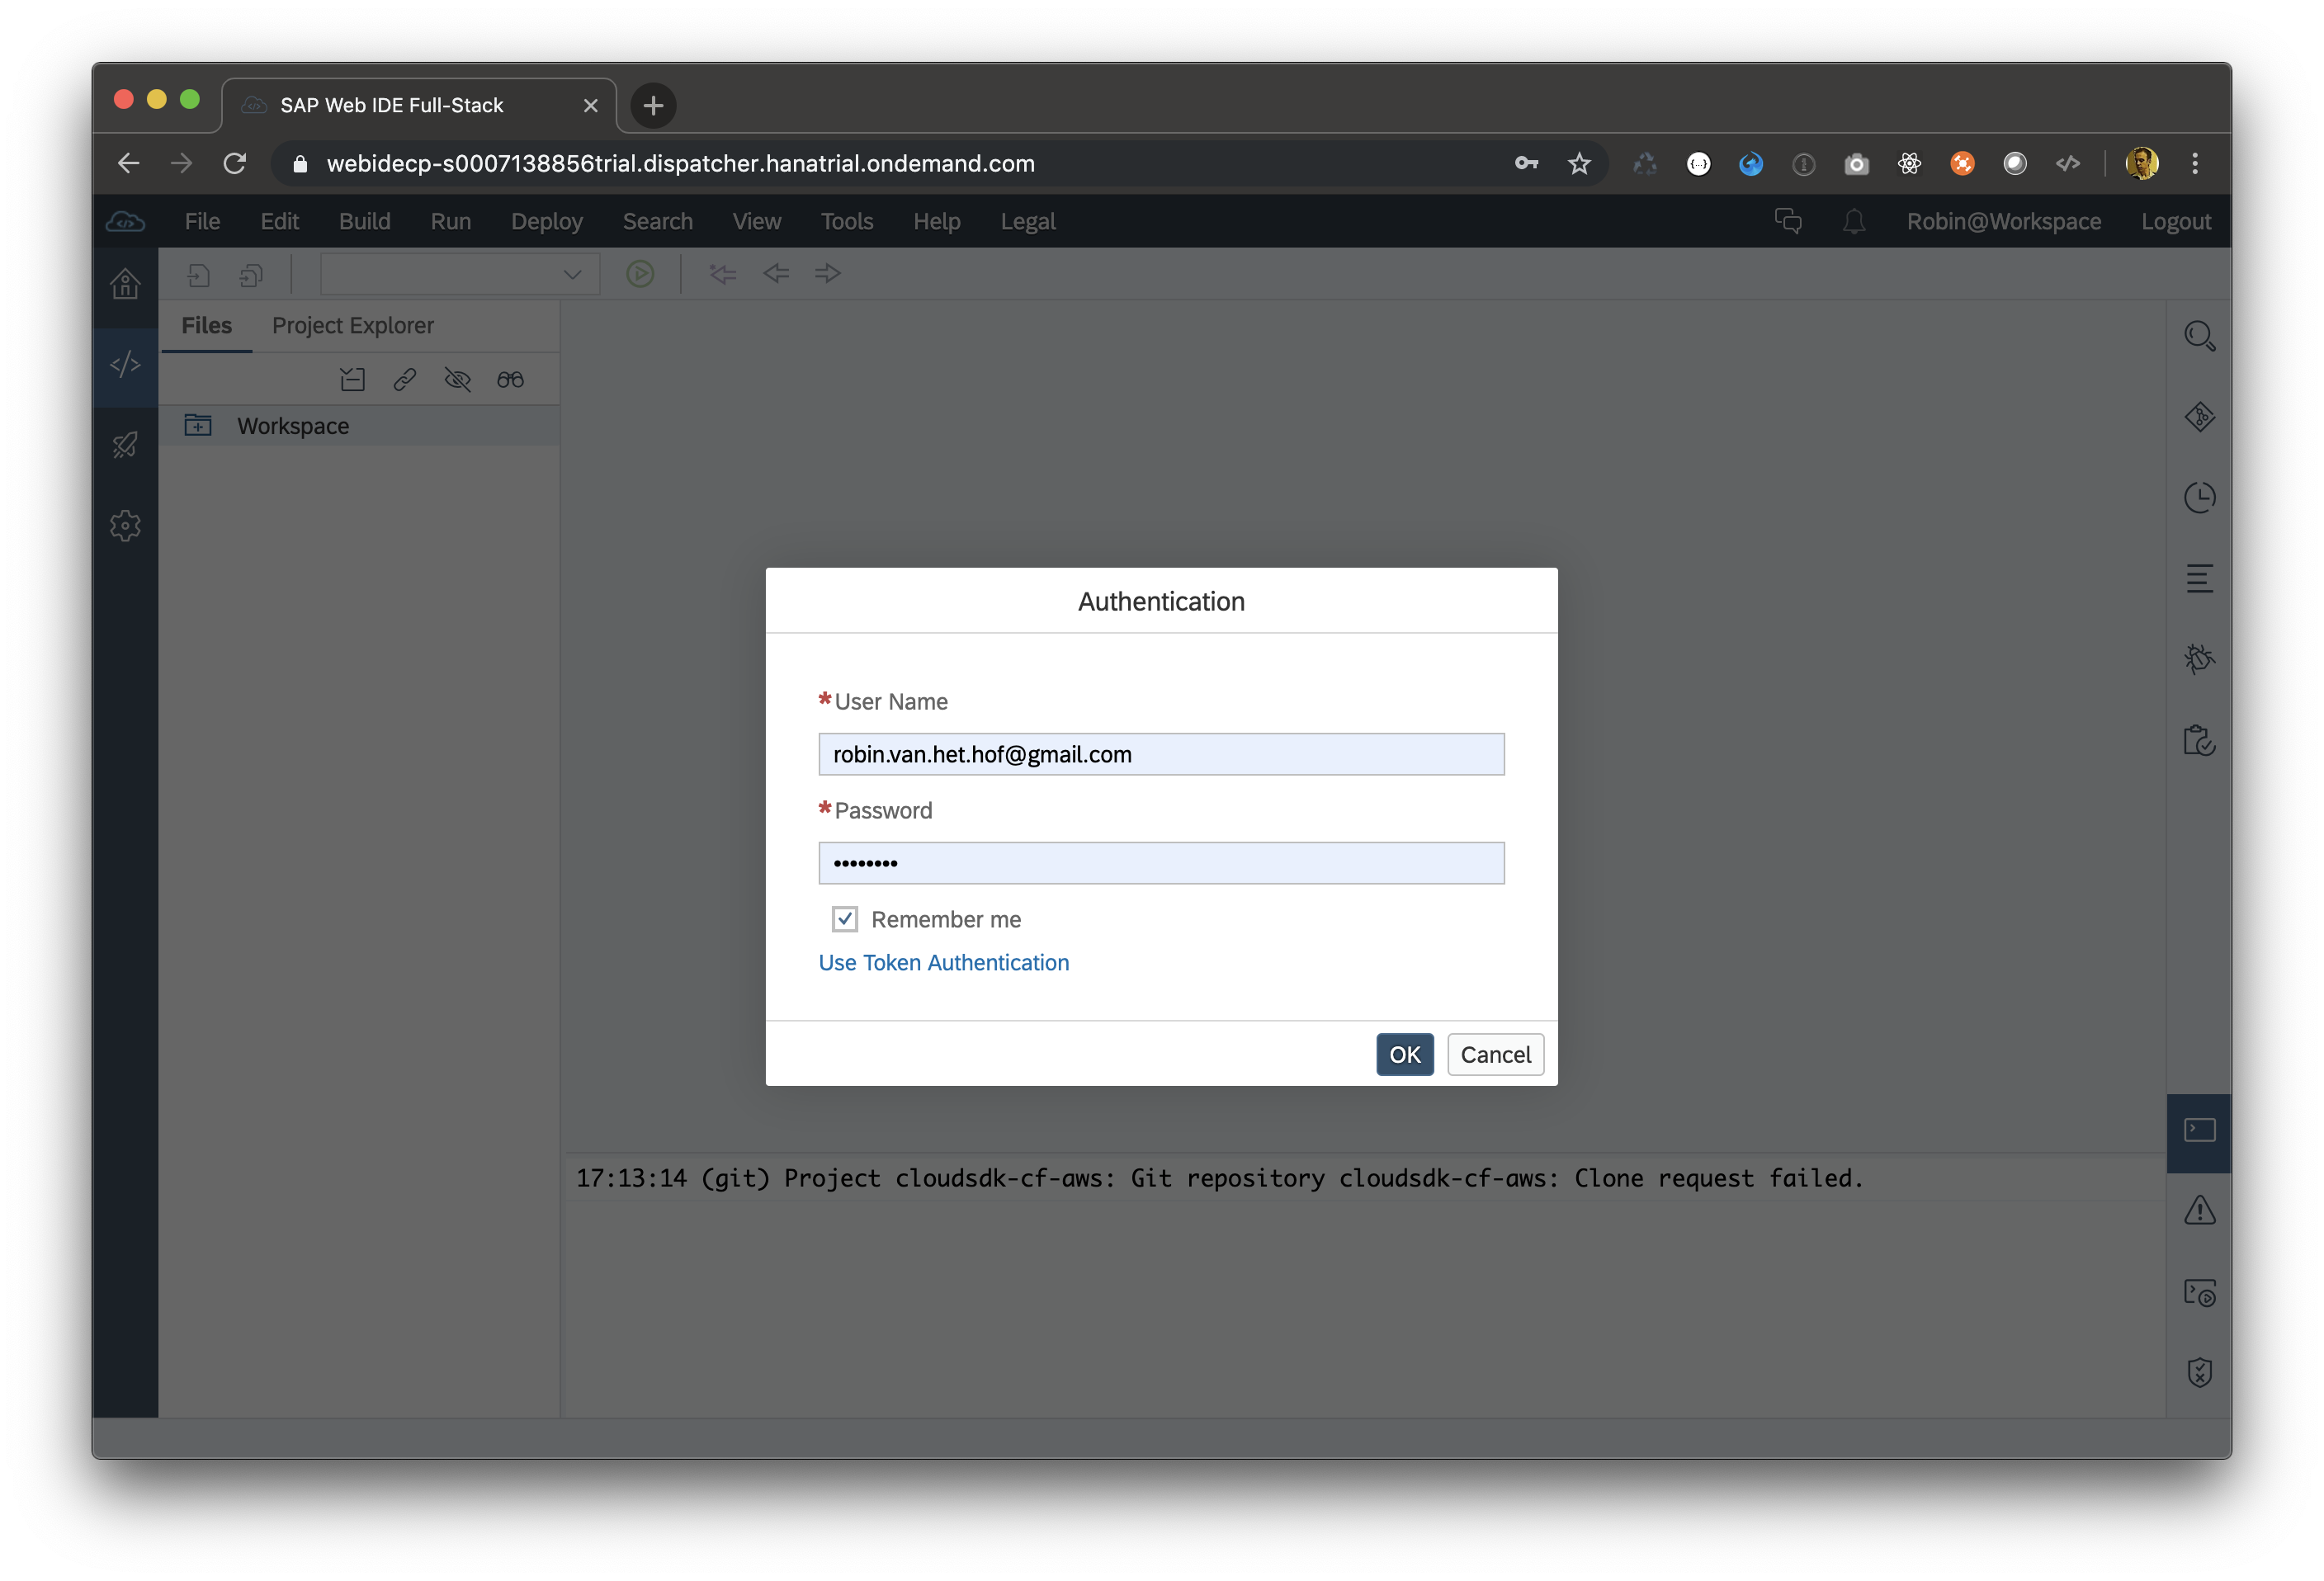 SAP Web IDE Full-Stack
webidecp-s0007138856trial.dispatcher.hanatrial.ondemand.com
File Edit Build Run Deploy Search View Tools Help Legal Robin@Workspace Logout
Files Project Explorer
Workspace
Authentication
*User Name
robin.van.het.hof@gmail.com
*Password
••••••••
Remember me
Use Token Authentication
OK Cancel
17:13:14 (git) Project cloudsdk-cf-aws: Git repository cloudsdk-cf-aws: Clone request failed.